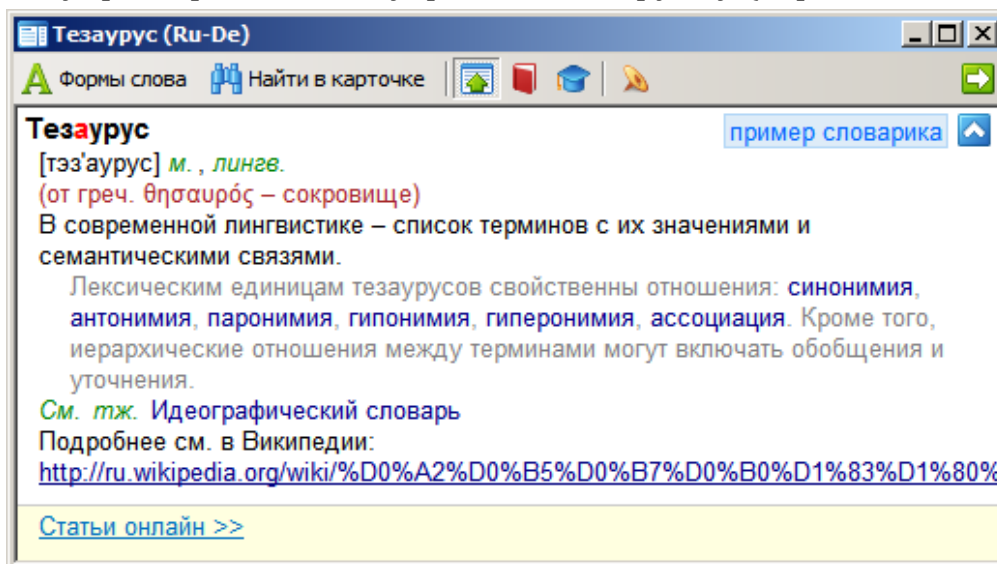 Тезаурус (Ru-De)
Формы слова Найти в карточке
Тезаурус пример словарика
[тэз'аурус] м. , лингв.
(от греч. θησαυρός – сокровище)
В современной лингвистике – список терминов с их значениями и
семантическими связями.
Лексическим единицам тезаурусов свойственны отношения: синонимия,
антонимия, паронимия, гипонимия, гиперонимия, ассоциация. Кроме того,
иерархические отношения между терминами могут включать обобщения и
уточнения.
См. тж. Идеографический словарь
Подробнее см. в Википедии:
http://ru.wikipedia.org/wiki/%D0%A2%D0%B5%D0%B7%D0%B0%D1%83%D1%80%
Статьи онлайн >>